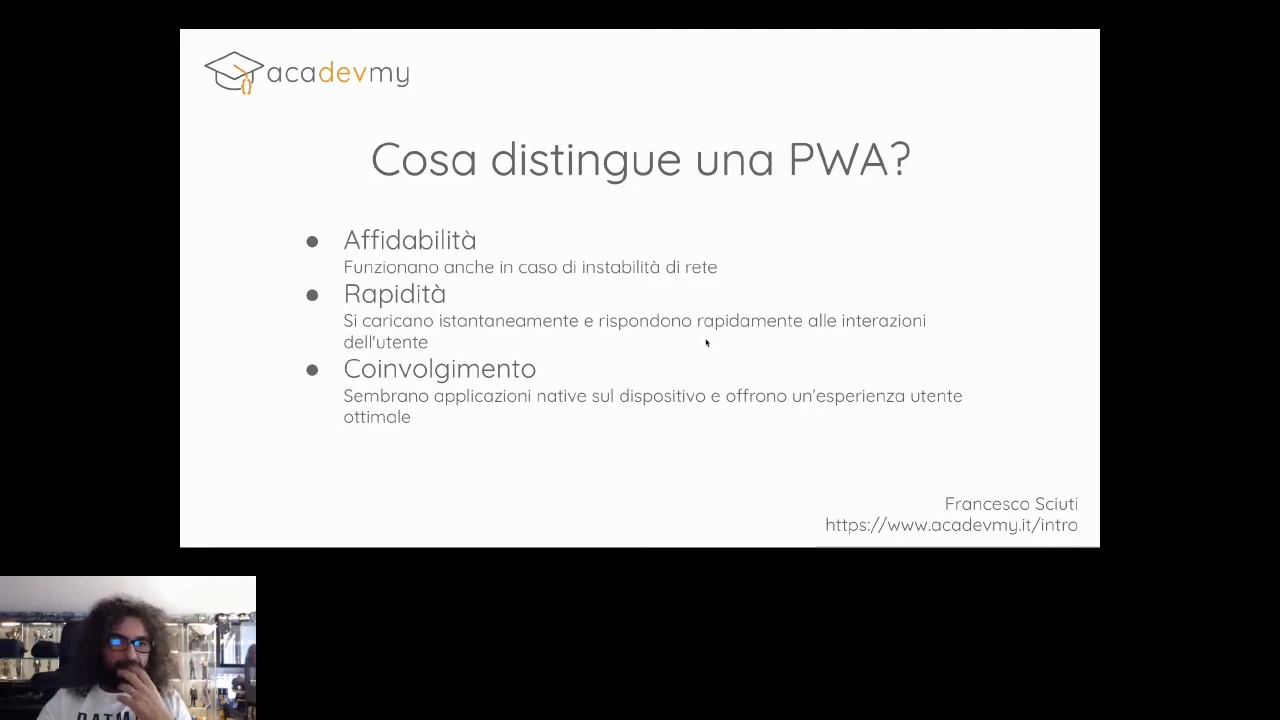 acadevmy
Cosa distingue una PWA?
● Affidabilità
Funzionano anche in caso di instabilità di rete
● Rapidità
Si caricano istantaneamente e rispondono rapidamente alle interazioni
dell'utente
● Coinvolgimento
Sembrano applicazioni native sul dispositivo e offrono un'esperienza utente
ottimale
Francesco Sciuti
https://www.acadevmy.it/intro